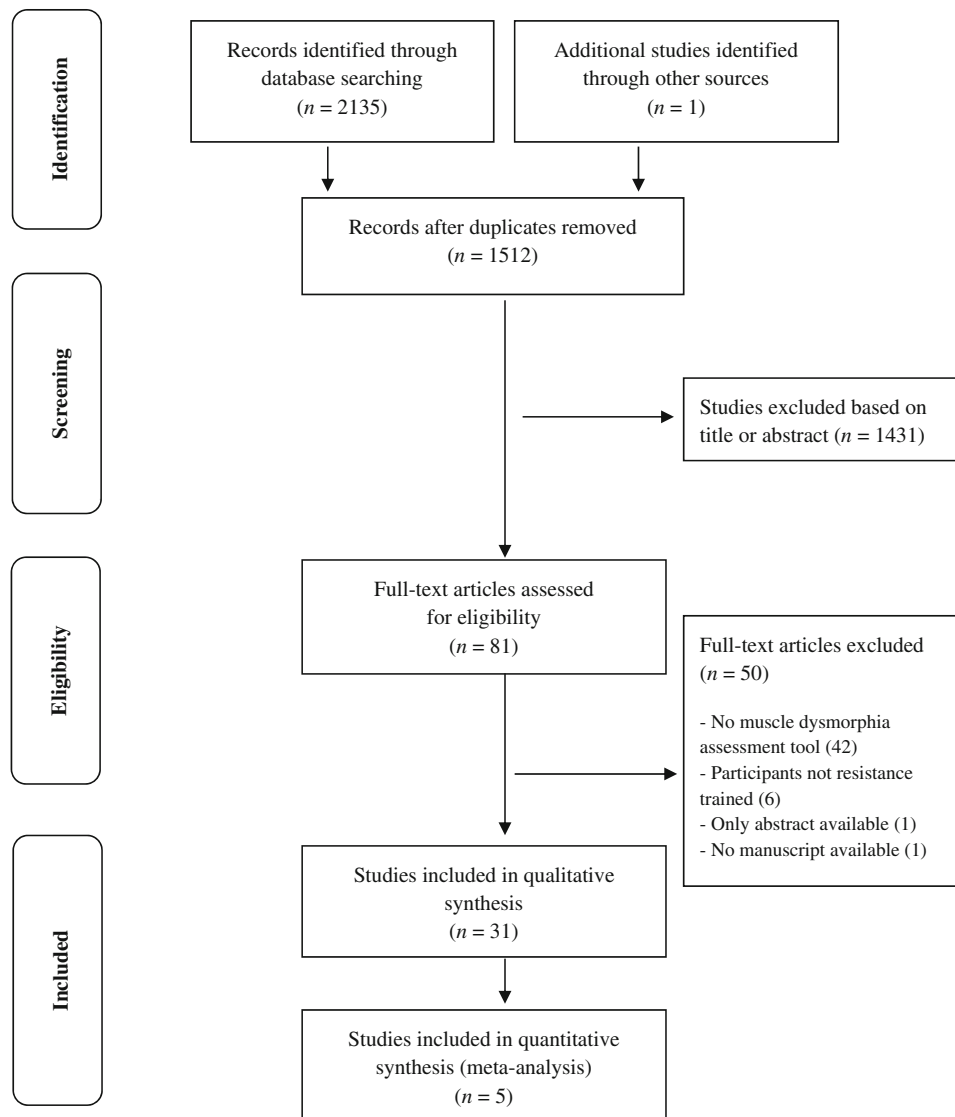 Identification
Records identified through
database searching
(n = 2135)
Additional studies identified
through other sources
(n = 1)
Records after duplicates removed
(n = 1512)
Screening
Studies excluded based on
title or abstract (n = 1431)
Eligibility
Full-text articles assessed
for eligibility
(n = 81)
Full-text articles excluded
(n = 50)
- No muscle dysmorphia
assessment tool (42)
- Participants not resistance
trained (6)
- Only abstract available (1)
- No manuscript available (1)
Included
Studies included in qualitative
synthesis
(n = 31)
Studies included in quantitative
synthesis (meta-analysis)
(n = 5)